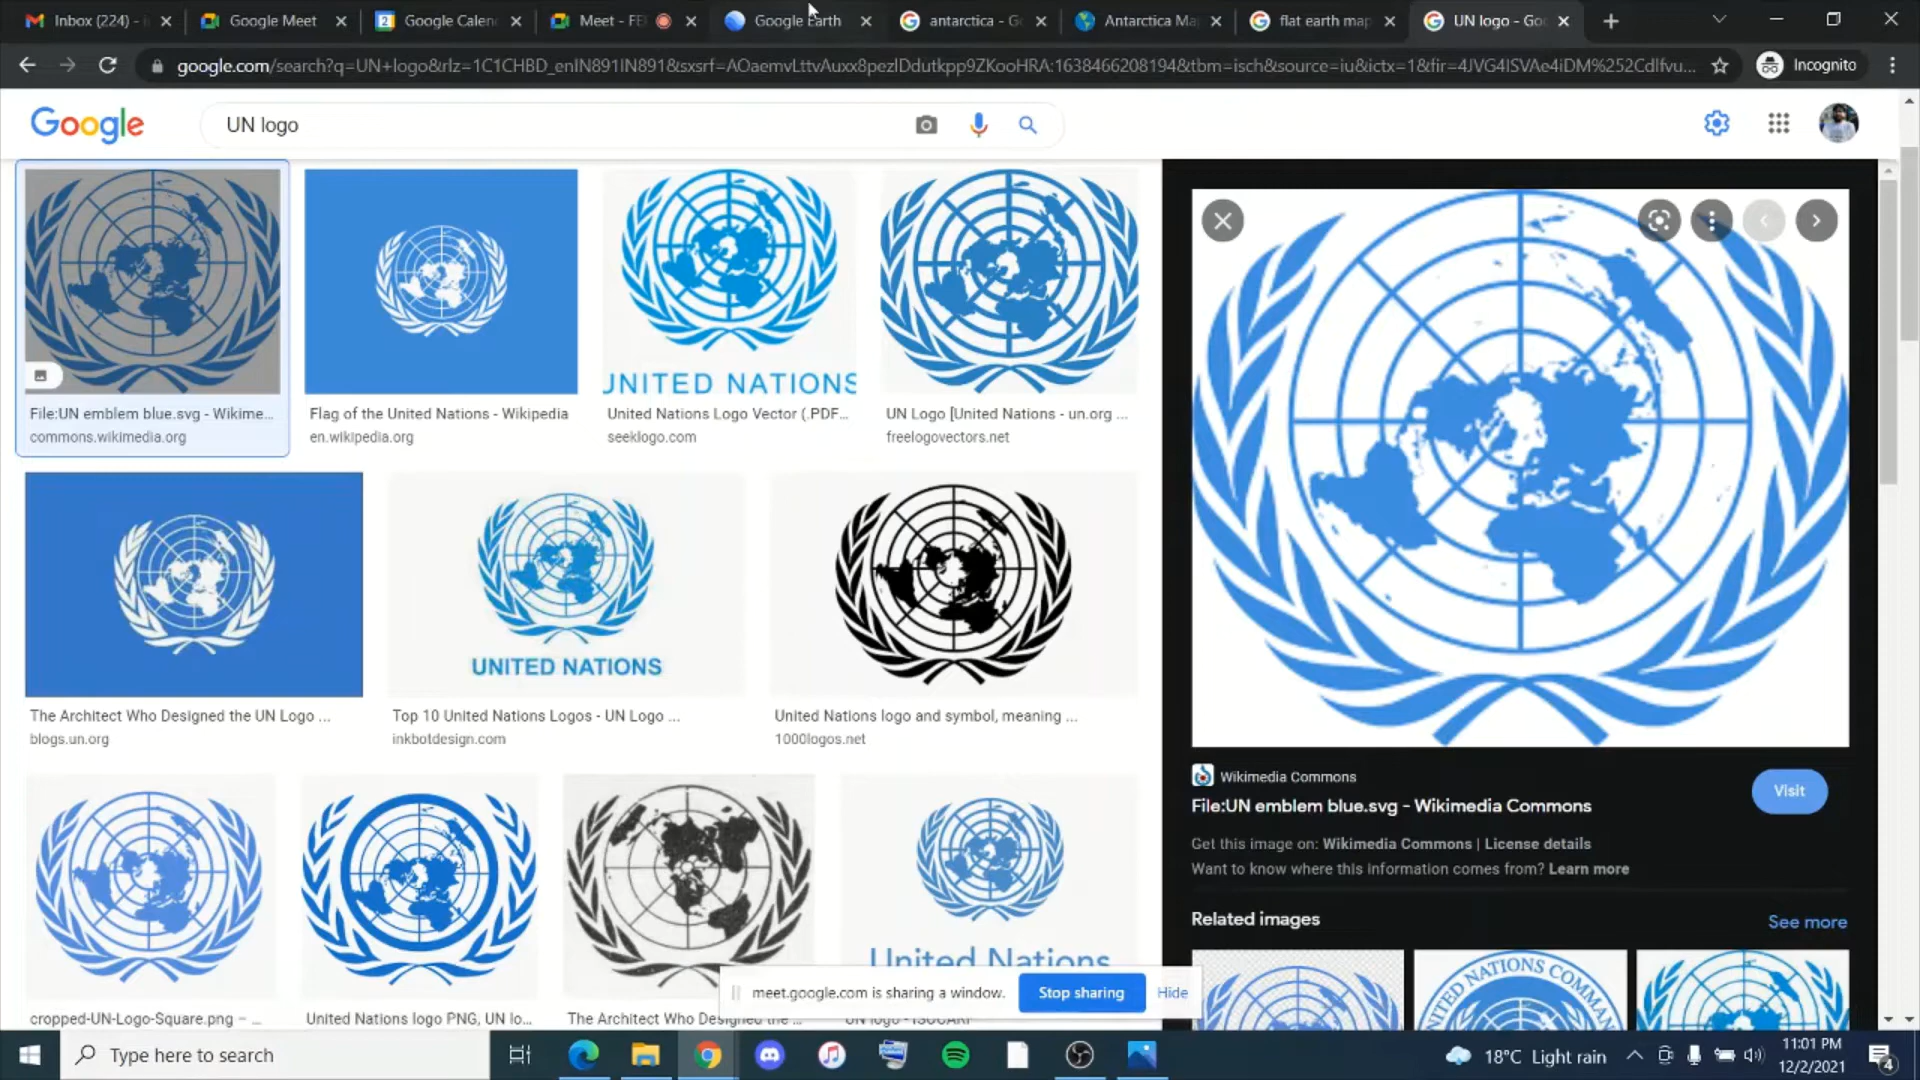 Inbox (224) -
Google Meet
Google Calen
Meet - FE
Google Earth
antarctica - G
Antarctica Ma
flat earth map
UN logo - Goo
google.com/search?q=UN+logo&rlz=1C1CHBD_enIN891IN891&sxsrf=AOaemvLttvAuxx8pezlDdutkpp9ZKooHRA:1638466208194&tbm=isch&source=iu&ictx=1&fir=4JVG4ISVAe4iDM%252Cdlfvu...
Incognito
Google
UN logo
UNITED NATIONS
File:UN emblem blue.svg - Wikime...
commons.wikimedia.org
Flag of the United Nations - Wikipedia
en.wikipedia.org
United Nations Logo Vector (.PDF...
seeklogo.com
UN Logo [United Nations - un.org ...
freelogovectors.net
UNITED NATIONS
The Architect Who Designed the UN Logo ...
blogs.un.org
Top 10 United Nations Logos - UN Logo ...
inkbotdesign.com
United Nations logo and symbol, meaning ...
1000logos.net
United Nations
cropped-UN-Logo-Square.png – ...
United Nations logo PNG, UN lo...
The Architect Who Designed the ...
Wikimedia Commons
File:UN emblem blue.svg - Wikimedia Commons
Visit
Get this image on: Wikimedia Commons | License details
Want to know where this information comes from? Learn more
Related images
See more
UNITED NATIONS COMMAND
meet.google.com is sharing a window.
Stop sharing
Hide
Type here to search
18°C Light rain
11:01 PM
12/2/2021
4